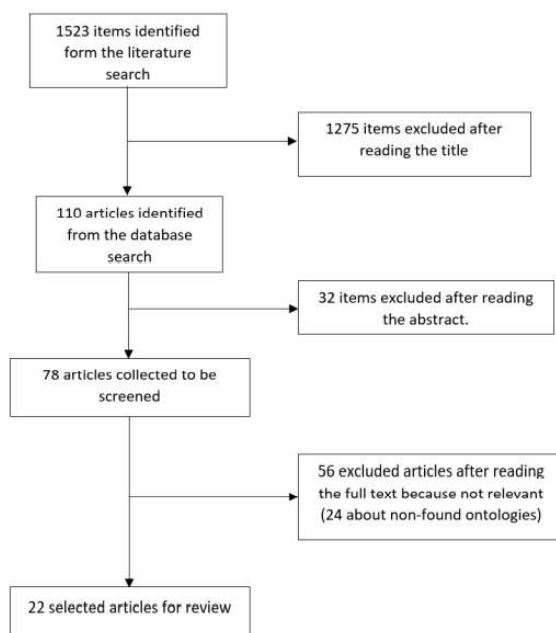 1523 items identified
form the literature
search
1275 items excluded after
reading the title
110 articles identified
from the database
search
32 items excluded after reading
the abstract.
78 articles collected to be
screened
56 excluded articles after reading
the full text because not relevant
(24 about non-found ontologies)
22 selected articles for review